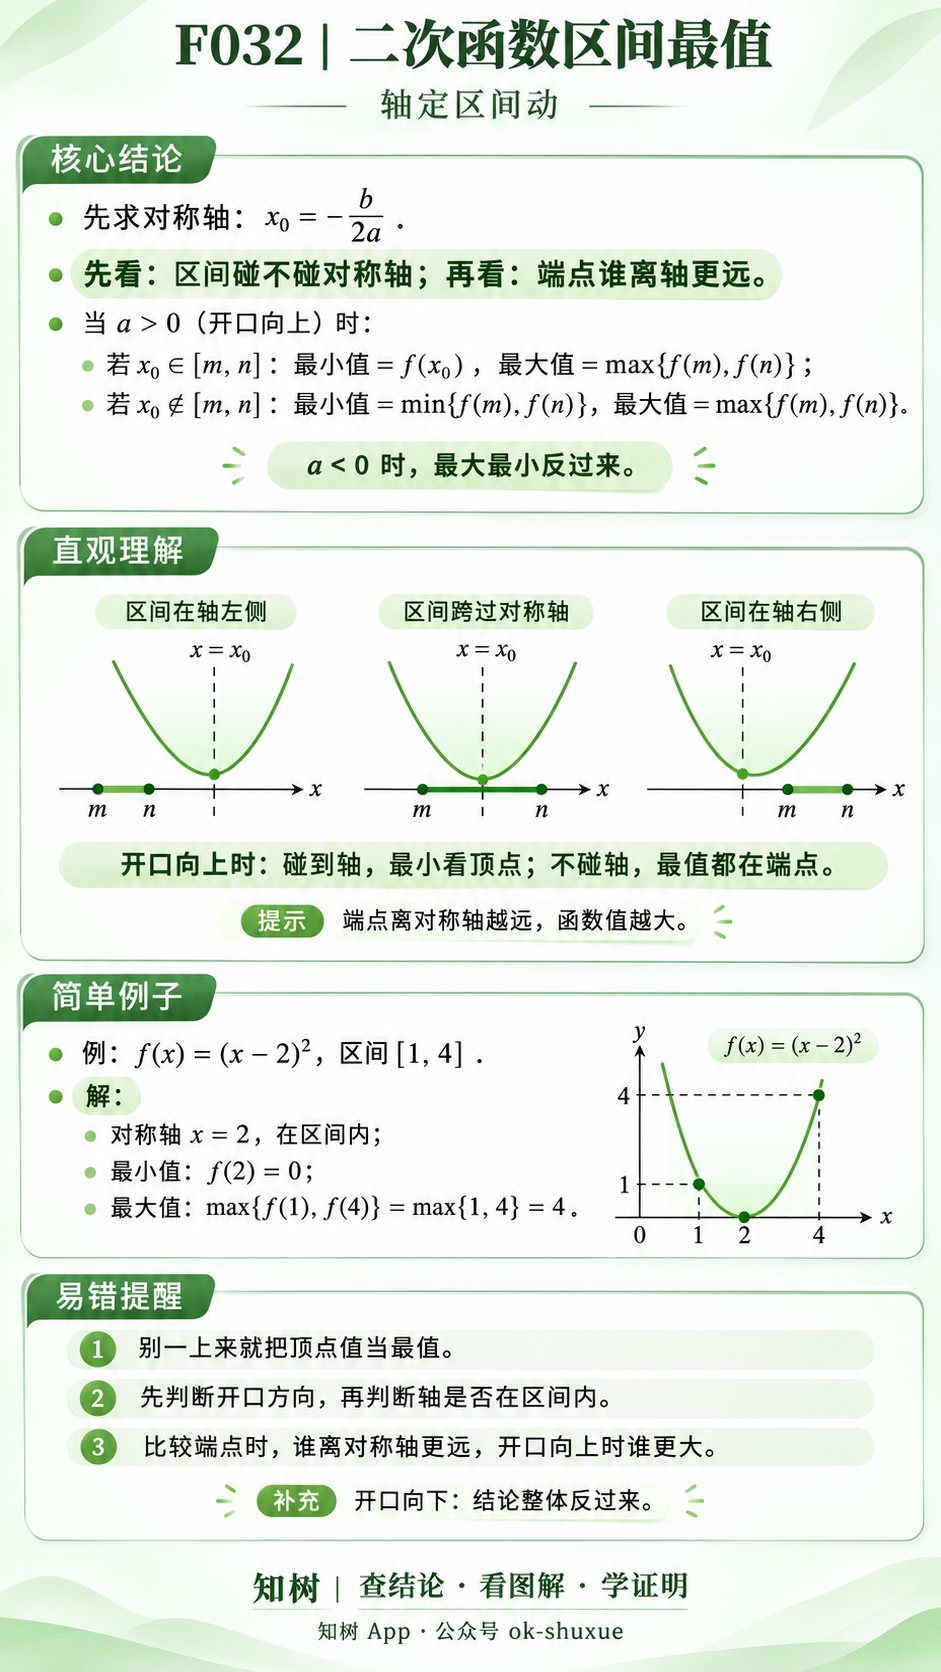 F032 | 二次函数区间最值
轴定区间动
核心结论
先求对称轴：x₀ = −b/2a .
先看：区间碰不碰对称轴；再看：端点谁离轴更远。
当 a > 0（开口向上）时：
若 x₀ ∈ [m, n]：最小值 = f(x₀)，最大值 = max{f(m), f(n)}；
若 x₀ ∉ [m, n]：最小值 = min{f(m), f(n)}，最大值 = max{f(m), f(n)}。
a < 0 时，最大最小反过来。
直观理解
区间在轴左侧 区间跨过对称轴 区间在轴右侧
x = x₀ x = x₀ x = x₀
x x x
m n m n m n
开口向上时：碰到轴，最小看顶点；不碰轴，最值都在端点。
提示 端点离对称轴越远，函数值越大。
简单例子
例：f(x) = (x − 2)²，区间 [1, 4] .
解：
对称轴 x = 2，在区间内；
最小值：f(2) = 0；
最大值：max{f(1), f(4)} = max{1, 4} = 4。
y
f(x) = (x − 2)²
4
1
x
0 1 2 4
易错提醒
1 别一上来就把顶点值当最值。
2 先判断开口方向，再判断轴是否在区间内。
3 比较端点时，谁离对称轴更远，开口向上时谁更大。
补充 开口向下：结论整体反过来。
知树 | 查结论 · 看图解 · 学证明
知树 App · 公众号 ok-shuxue